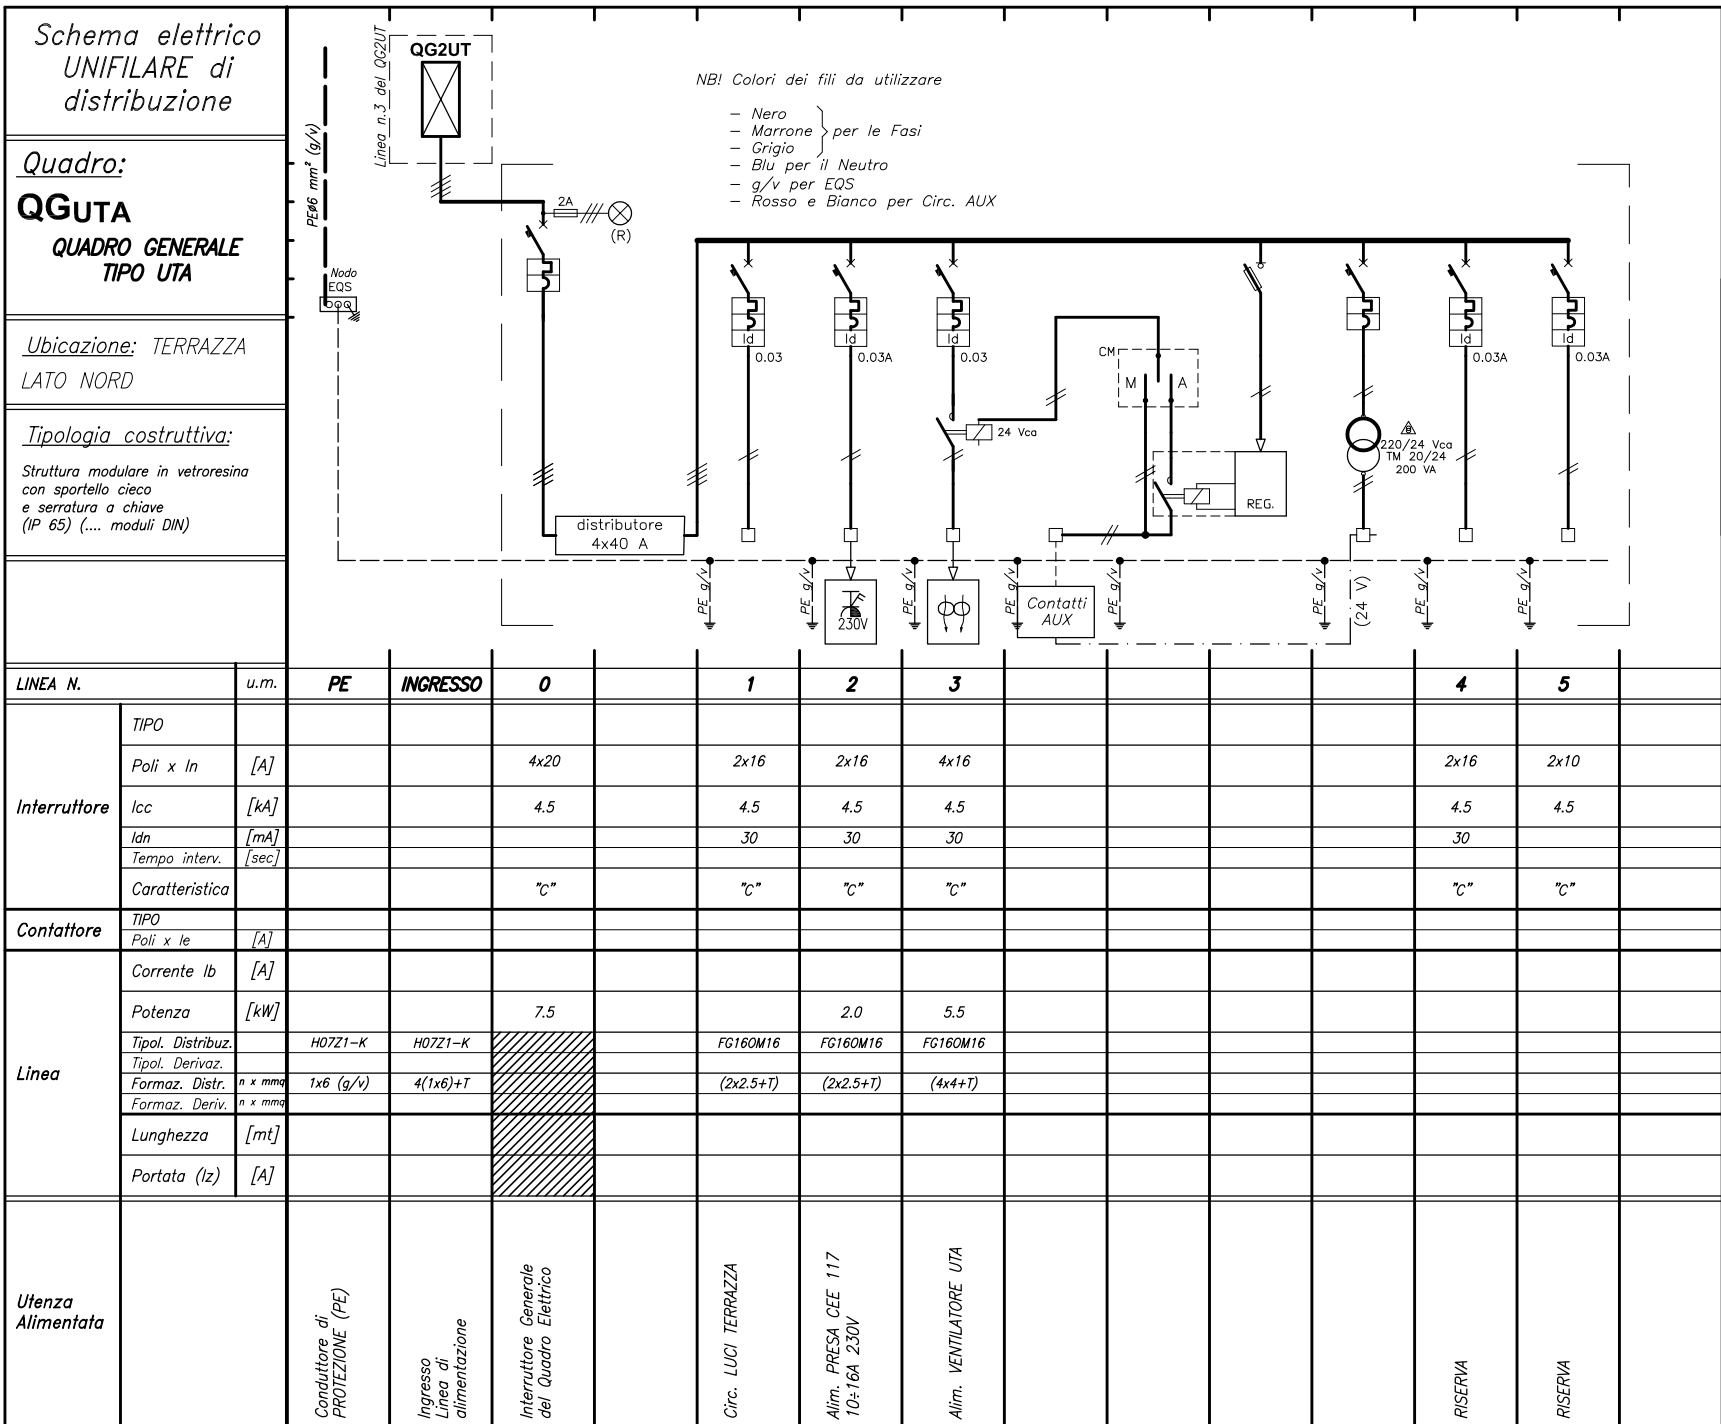 Schema elettrico
UNIFILARE di
distribuzione
Quadro:
QGUTA
QUADRO GENERALE
TIPO UTA
Ubicazione: TERRAZZA
LATO NORD
Tipologia costruttiva:
Struttura modulare in vetroresina
con sportello cieco
e serratura a chiave
(IP 65) (.... moduli DIN)
PEø6 mm² (g/v)
Nodo
EQS
Linea n.3 del QG2UT
QG2UT
2A
(R)
NB! Colori dei fili da utilizzare
- Nero
- Marrone
- Grigio
per le Fasi
- Blu per il Neutro
- g/v per EQS
- Rosso e Bianco per Circ. AUX
Id
0.03
Id
0.03A
Id
0.03
24 Vca
CM
M
A
REG.
220/24 Vca
TM 20/24
200 VA
Id
0.03A
Id
0.03A
distributore
4x40 A
PE g/v
PE g/v
230V
PE g/v
PE g/v
Contatti
AUX
PE g/v
PE g/v
(24 V)
PE g/v
PE g/v
LINEA N. u.m. PE INGRESSO 0 1 2 3 4 5
Interruttore
TIPO
Poli x In [A] 4x20 2x16 2x16 4x16 2x16 2x10
Icc [kA] 4.5 4.5 4.5 4.5 4.5 4.5
Idn [mA] 30 30 30 30
Tempo interv. [sec]
Caratteristica "C" "C" "C" "C" "C" "C"
Contattore
TIPO
Poli x Ie [A]
Linea
Corrente Ib [A]
Potenza [kW] 7.5 2.0 5.5
Tipol. Distribuz. H07Z1-K H07Z1-K FG16OM16 FG16OM16 FG16OM16
Tipol. Derivaz.
Formaz. Distr. n x mmq 1x6 (g/v) 4(1x6)+T (2x2.5+T) (2x2.5+T) (4x4+T)
Formaz. Deriv. n x mmq
Lunghezza [mt]
Portata (Iz) [A]
Utenza
Alimentata
Conduttore di
PROTEZIONE (PE)
Ingresso
Linea di
alimentazione
Interruttore Generale
del Quadro Elettrico
Circ. LUCI TERRAZZA
Alim. PRESA CEE 117
10÷16A 230V
Alim. VENTILATORE UTA
RISERVA
RISERVA